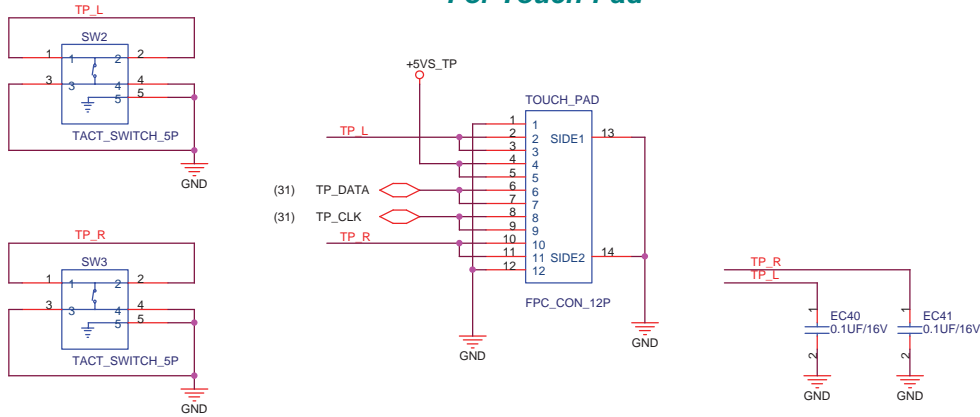 For Touch Pad
TP_L
SW2
1 1 2 2
3 3 4 4
5 5
TACT_SWITCH_5P
GND
TP_R
SW3
1 1 2 2
3 3 4 4
5 5
TACT_SWITCH_5P
GND
+5VS_TP
TOUCH_PAD
1 1
TP_L 2 2 SIDE1 13
3 3
4 4
5 5
(31) TP_DATA 6 6
7 7
(31) TP_CLK 8 8
9 9
TP_R 10 10
11 11 SIDE2 14
12 12
FPC_CON_12P
GND
GND
TP_R
TP_L
1 EC40 1 EC41
0.1UF/16V 0.1UF/16V
2 2
GND GND